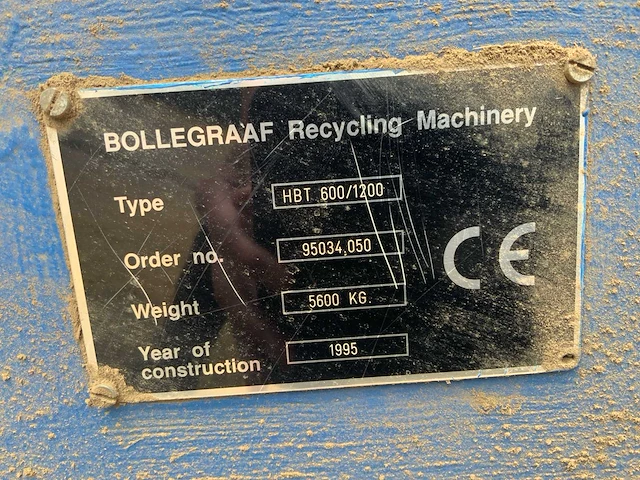 BOLLEGRAAF Recycling Machinery
Type HBT 600/1200
Order no. 95034.050
Weight 5600 KG.
Year of
construction 1995
CE